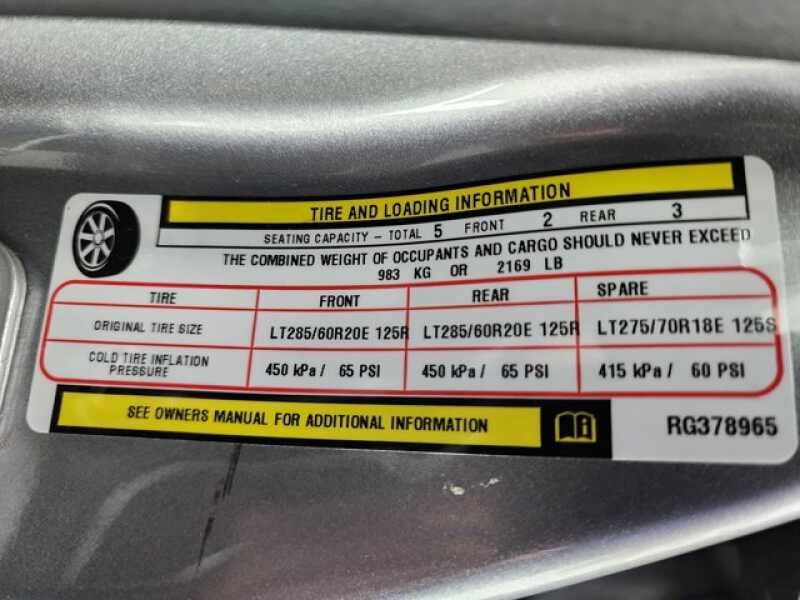 TIRE AND LOADING INFORMATION
SEATING CAPACITY – TOTAL 5 FRONT 2 REAR 3
THE COMBINED WEIGHT OF OCCUPANTS AND CARGO SHOULD NEVER EXCEED
983 KG OR 2169 LB
TIRE FRONT REAR SPARE
ORIGINAL TIRE SIZE LT285/60R20E 125R LT285/60R20E 125R LT275/70R18E 125S
COLD TIRE INFLATION
PRESSURE 450 kPa / 65 PSI 450 kPa / 65 PSI 415 kPa / 60 PSI
SEE OWNERS MANUAL FOR ADDITIONAL INFORMATION
RG378965